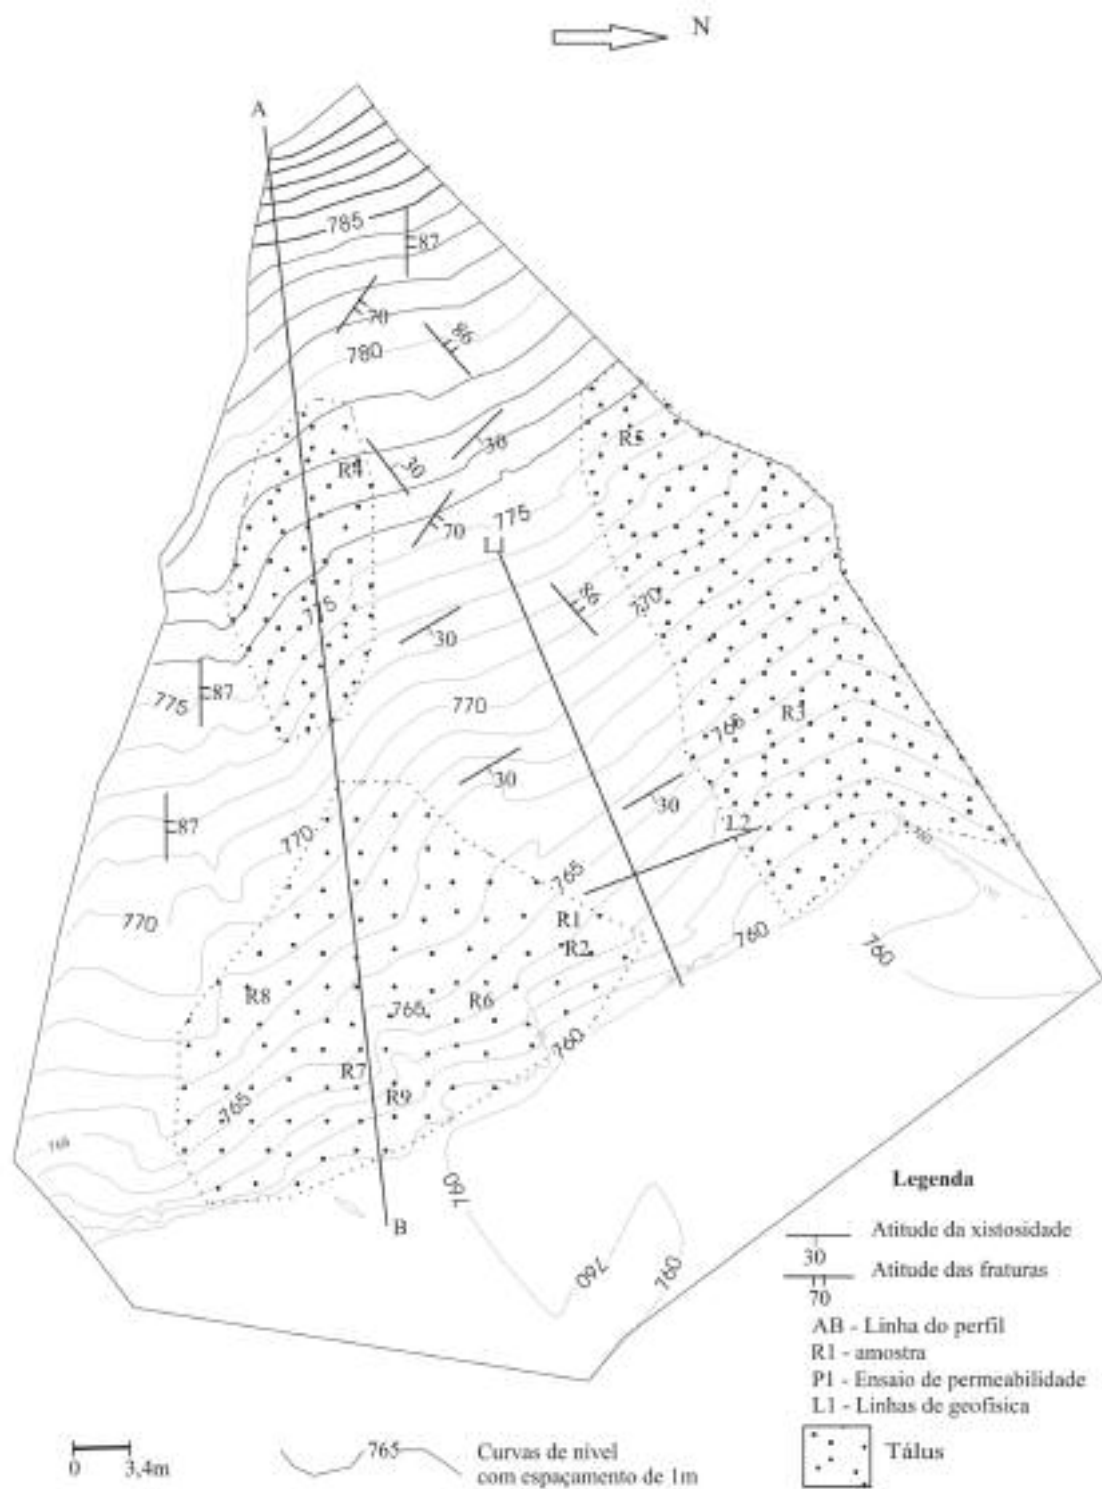 N
A
785
87
70
86
780
R5
30
R4
30
775
70
L1
86
770
775
30
87
775
770
R3
766
30
30
L2
87
770
765
R1
770
760
R2
760
R8
R6
765
760
R7
R9
765
760
B
760
760
Legenda
Atitude da xistosidade
30
Atitude das fraturas
70
AB - Linha do perfil
R1 - amostra
P1 - Ensaio de permeabilidade
L1 - Linhas de geofísica
Tálus
0 3,4m
765
Curvas de nível
com espaçamento de 1m